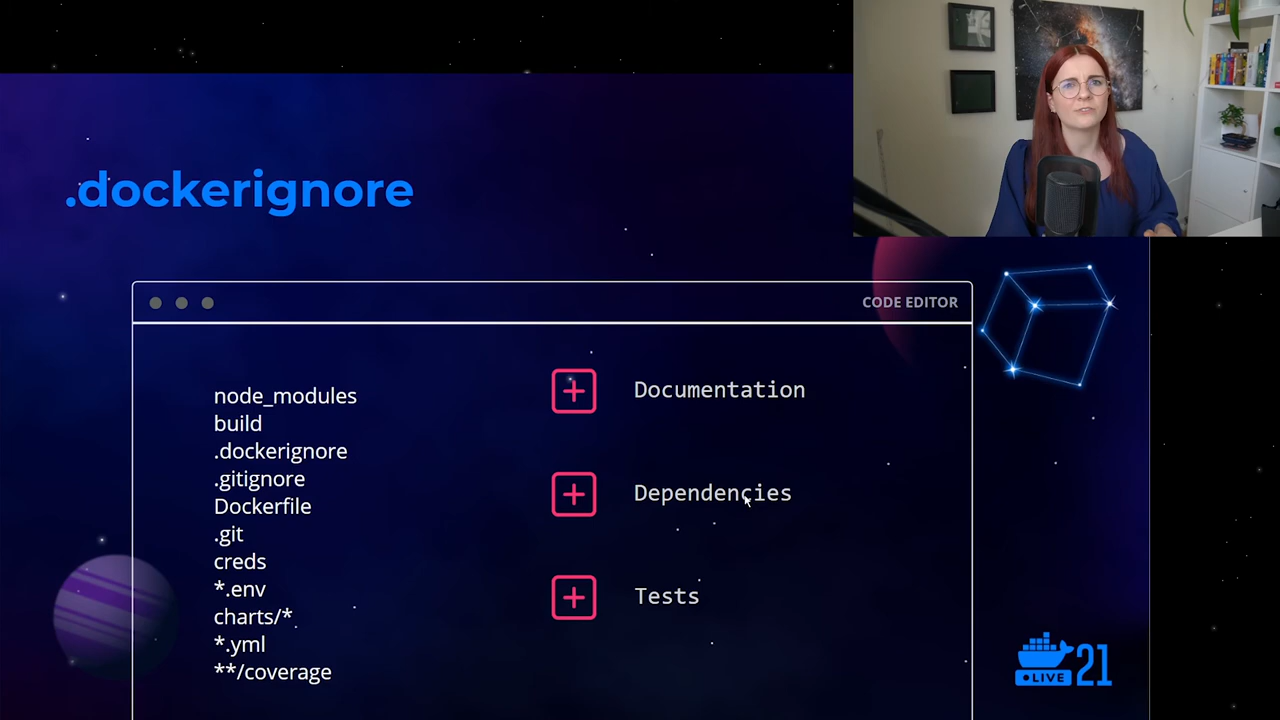 .dockerignore
CODE EDITOR
node_modules
build
.dockerignore
.gitignore
Dockerfile
.git
creds
*.env
charts/*
*.yml
**/coverage
Documentation
Dependencies
Tests
LIVE 21